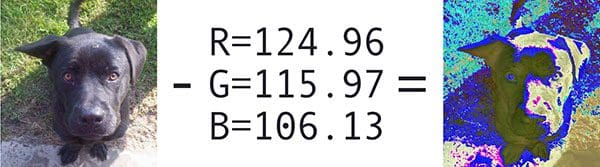 R=124.96
- G=115.97 =
B=106.13